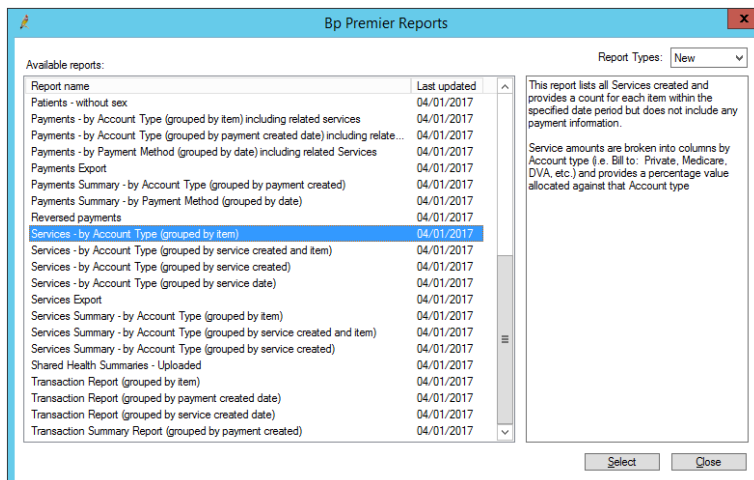 Bp Premier Reports
x
Report Types: New
Available reports:
Report name Last updated
Patients - without sex 04/01/2017
Payments - by Account Type (grouped by item) including related services 04/01/2017
Payments - by Account Type (grouped by payment created date) including relate... 04/01/2017
Payments - by Payment Method (grouped by date) including related Services 04/01/2017
Payments Export 04/01/2017
Payments Summary - by Account Type (grouped by payment created) 04/01/2017
Payments Summary - by Payment Method (grouped by date) 04/01/2017
Reversed payments 04/01/2017
Services - by Account Type (grouped by item) 04/01/2017
Services - by Account Type (grouped by service created and item) 04/01/2017
Services - by Account Type (grouped by service created) 04/01/2017
Services - by Account Type (grouped by service date) 04/01/2017
Services Export 04/01/2017
Services Summary - by Account Type (grouped by item) 04/01/2017
Services Summary - by Account Type (grouped by service created and item) 04/01/2017
Services Summary - by Account Type (grouped by service created) 04/01/2017
Shared Health Summaries - Uploaded 04/01/2017
Transaction Report (grouped by item) 04/01/2017
Transaction Report (grouped by payment created date) 04/01/2017
Transaction Report (grouped by service created date) 04/01/2017
Transaction Summary Report (grouped by payment created) 04/01/2017
This report lists all Services created and
provides a count for each item within the
specified date period but does not include any
payment information.
Service amounts are broken into columns by
Account type (i.e. Bill to: Private, Medicare,
DVA, etc.) and provides a percentage value
allocated against that Account type
Select Close